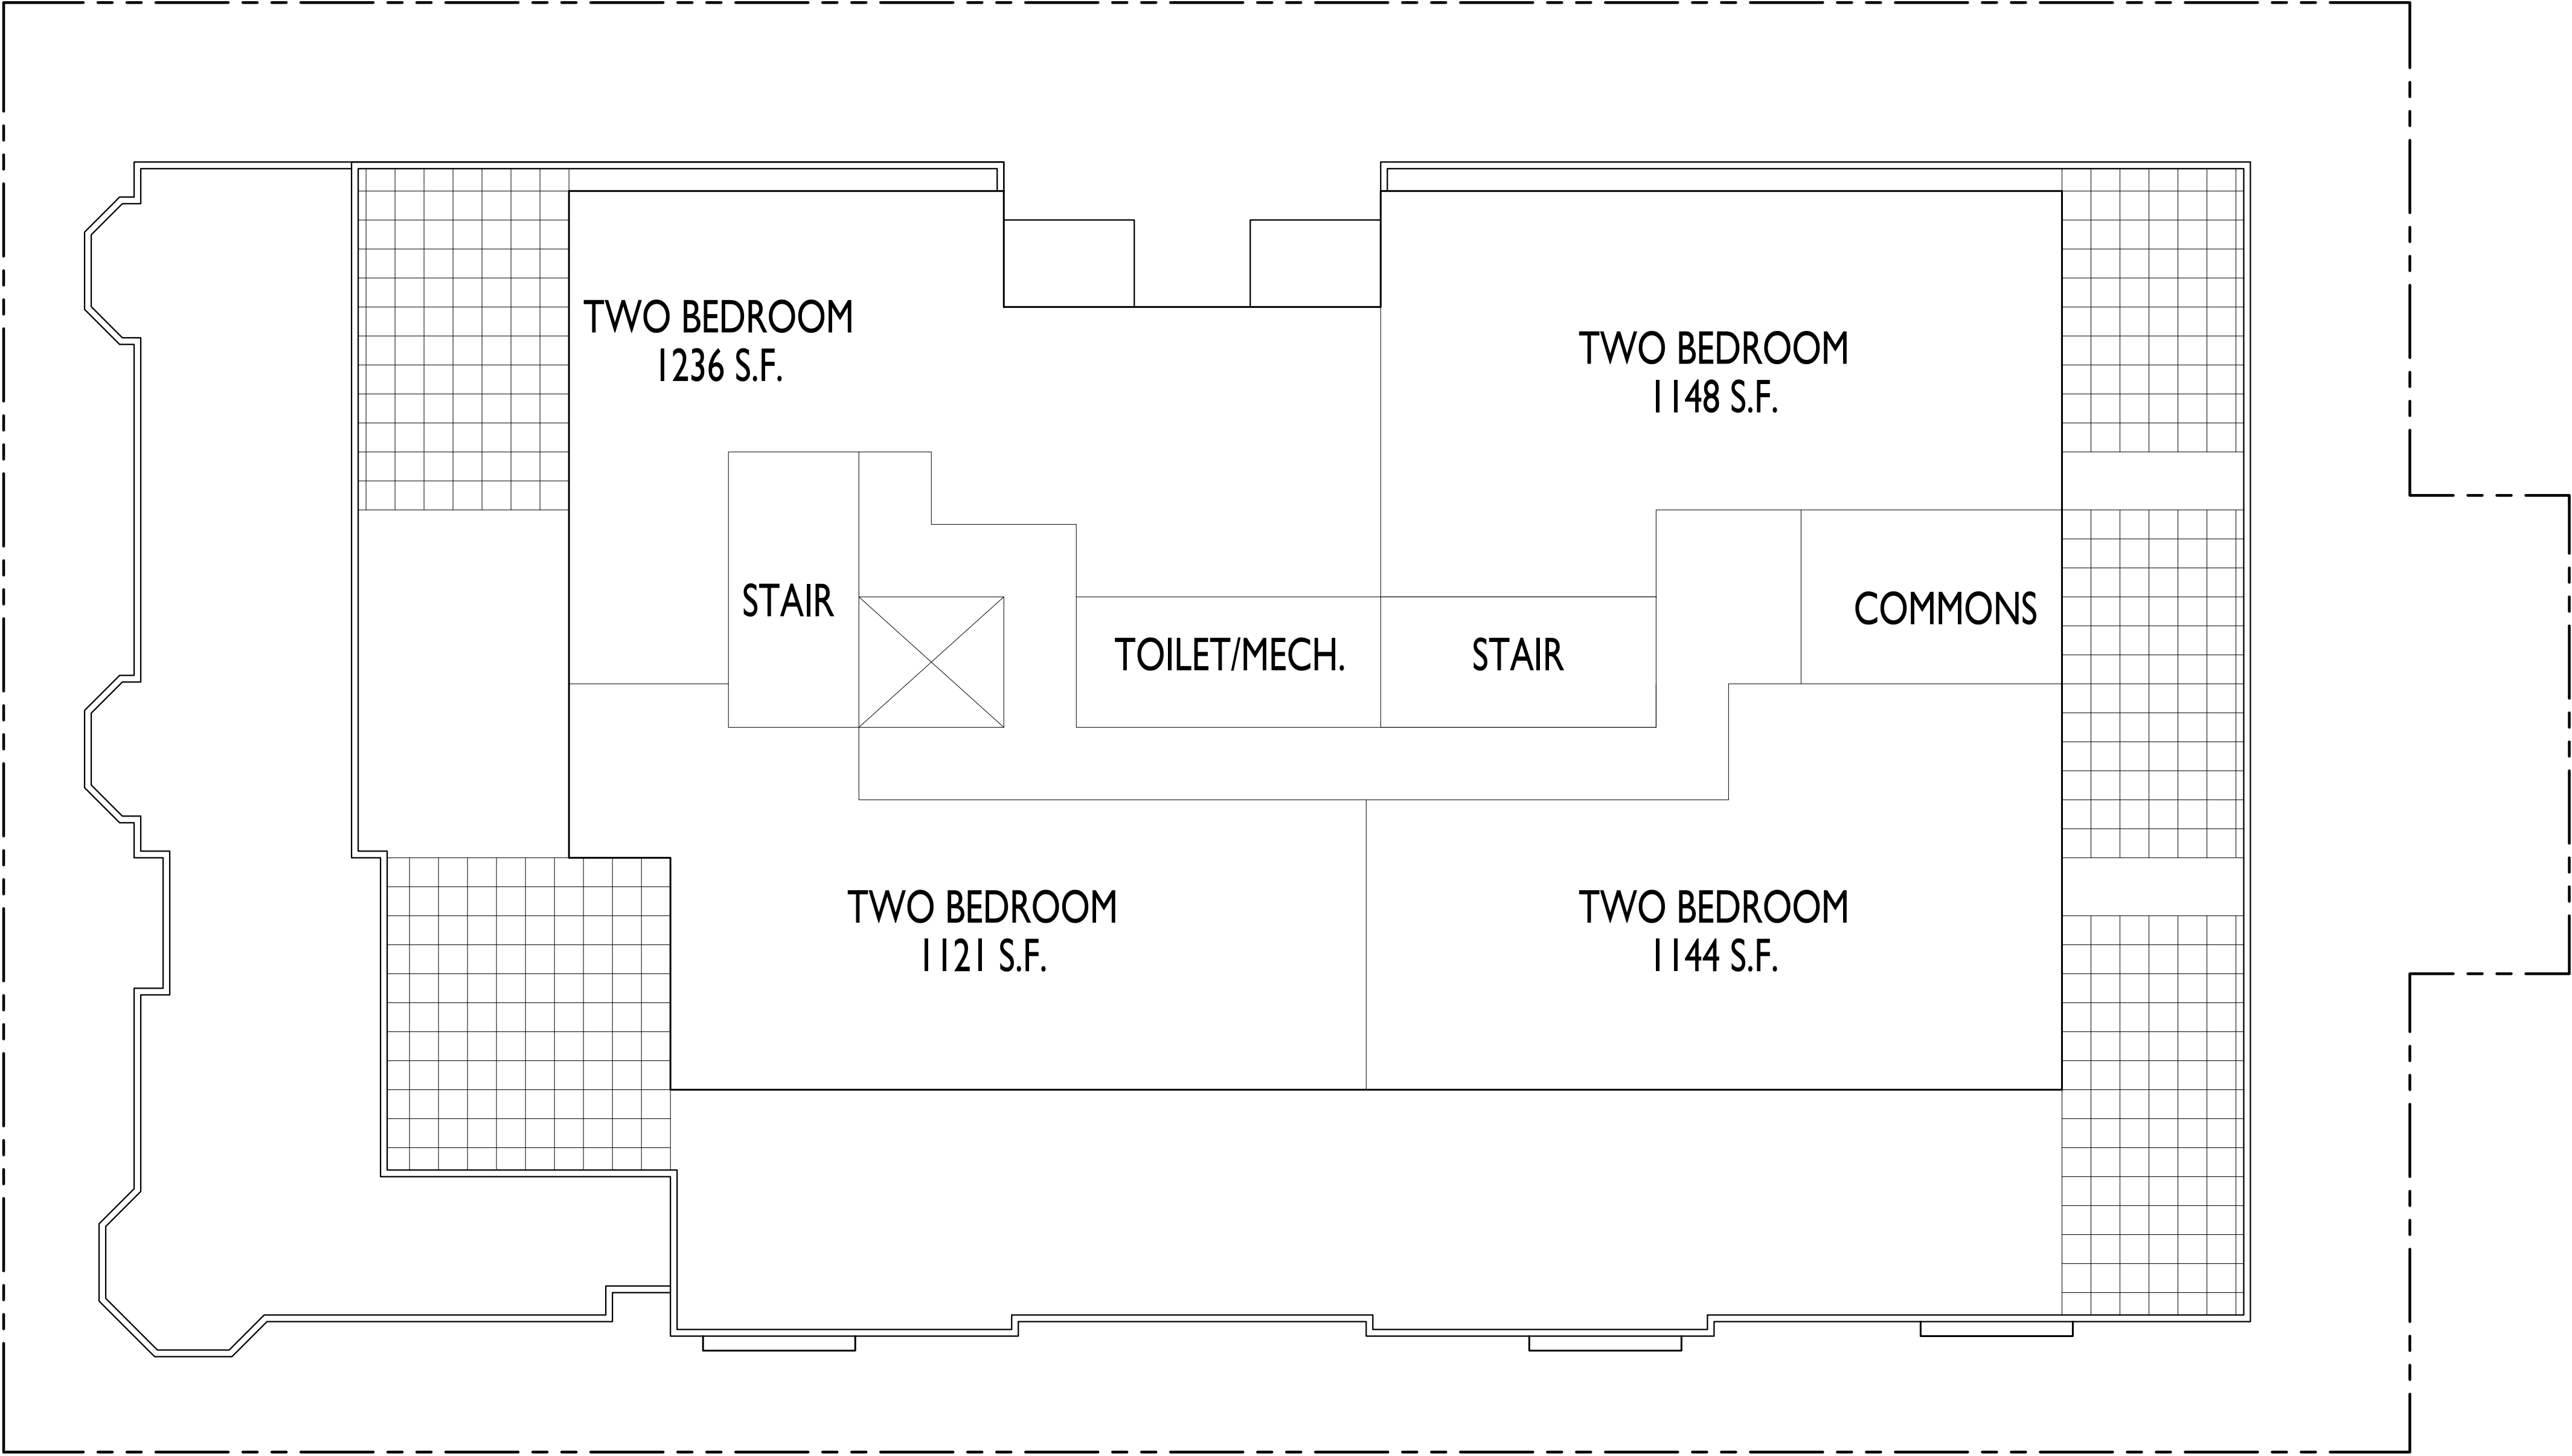 TWO BEDROOM
1236 S.F.
TWO BEDROOM
1148 S.F.
STAIR
COMMONS
TOILET/MECH.
STAIR
TWO BEDROOM
1121 S.F.
TWO BEDROOM
1144 S.F.